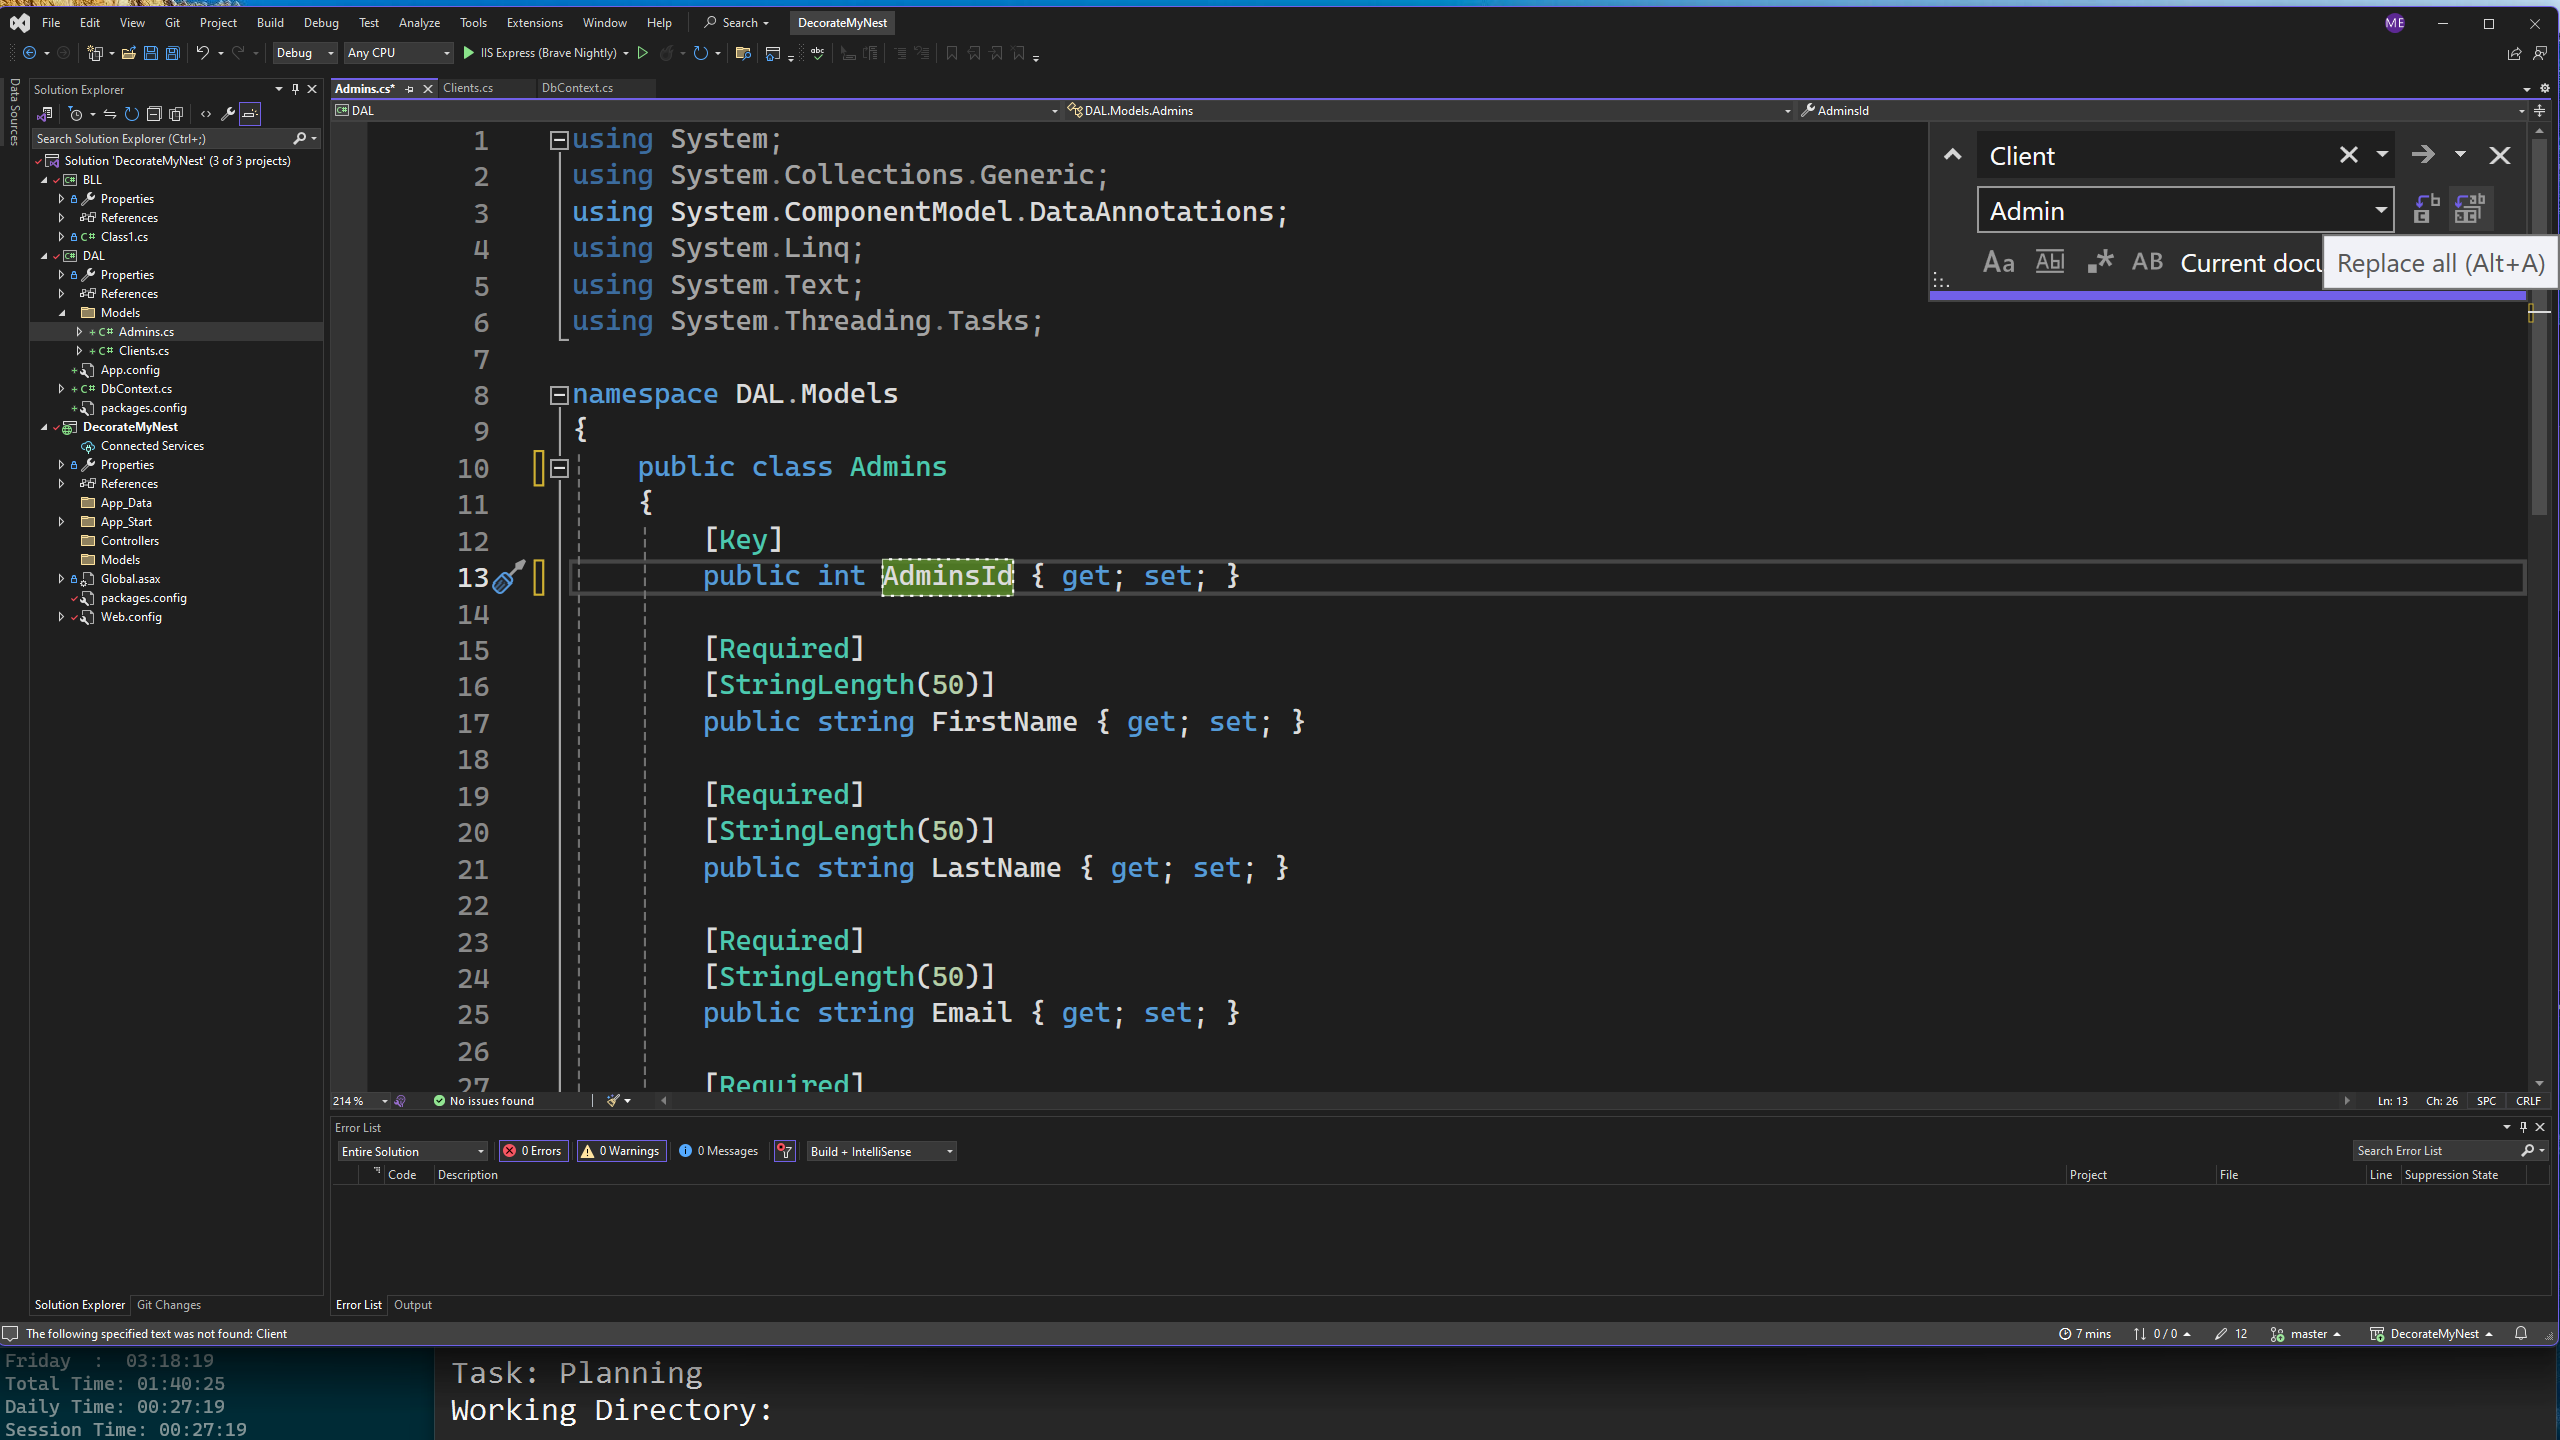 File Edit View Git Project Build Debug Test Analyze Tools Extensions Window Help Search DecorateMyNest ME
Debug Any CPU IIS Express (Brave Nightly)
Data Sources
Solution Explorer
Search Solution Explorer (Ctrl+;)
Solution 'DecorateMyNest' (3 of 3 projects)
BLL
Properties
References
C# Class1.cs
DAL
Properties
References
Models
C# Admins.cs
C# Clients.cs
App.config
C# DbContext.cs
packages.config
DecorateMyNest
Connected Services
Properties
References
App_Data
App_Start
Controllers
Models
Global.asax
packages.config
Web.config
Solution Explorer Git Changes
Admins.cs* Clients.cs DbContext.cs
DAL DAL.Models.Admins AdminsId
1 using System;
2 using System.Collections.Generic;
3 using System.ComponentModel.DataAnnotations;
4 using System.Linq;
5 using System.Text;
6 using System.Threading.Tasks;
7
8 namespace DAL.Models
9 {
10 public class Admins
11 {
12 [Key]
13 public int AdminsId { get; set; }
14
15 [Required]
16 [StringLength(50)]
17 public string FirstName { get; set; }
18
19 [Required]
20 [StringLength(50)]
21 public string LastName { get; set; }
22
23 [Required]
24 [StringLength(50)]
25 public string Email { get; set; }
26
27 [Required]
Client
Admin
Aa Abl .* AB Current docu
Replace all (Alt+A)
214 % No issues found Ln: 13 Ch: 26 SPC CRLF
Error List
Entire Solution 0 Errors 0 Warnings 0 Messages Build + IntelliSense Search Error List
Code Description Project File Line Suppression State
Error List Output
The following specified text was not found: Client 7 mins 0 / 0 12 master DecorateMyNest
Friday : 03:18:19
Total Time: 01:40:25
Daily Time: 00:27:19
Session Time: 00:27:19
Task: Planning
Working Directory: